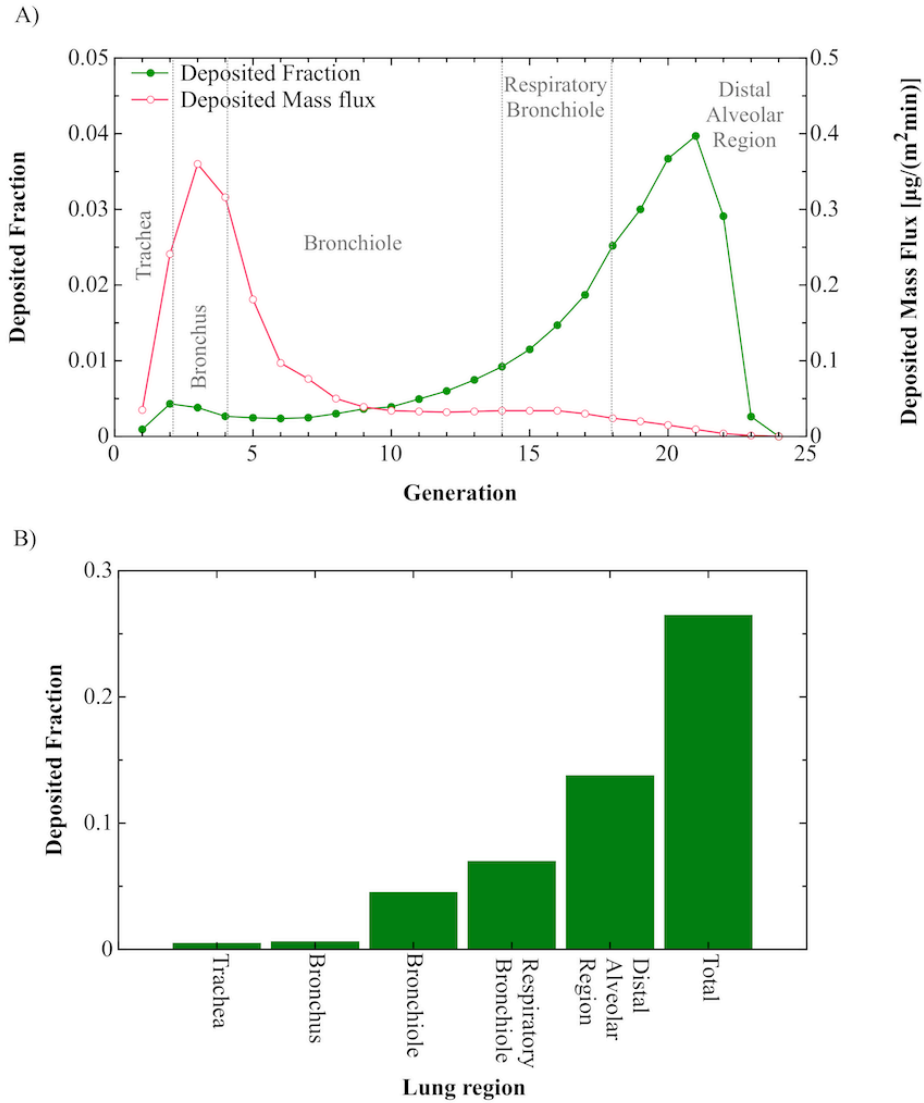 A)
0.05
0.04
0.03
0.02
0.01
0
Deposited Fraction
Deposited Fraction
Deposited Mass flux
Trachea
Bronchus
Bronchiole
Respiratory
Bronchiole
Distal
Alveolar
Region
0.5
0.4
0.3
0.2
0.1
0
Deposited Mass Flux [µg/(m²min)]
0 5 10 15 20 25
Generation
B)
0.3
0.2
0.1
0
Deposited Fraction
Trachea
Bronchus
Bronchiole
Respiratory
Bronchiole
Distal
Alveolar
Region
Total
Lung region